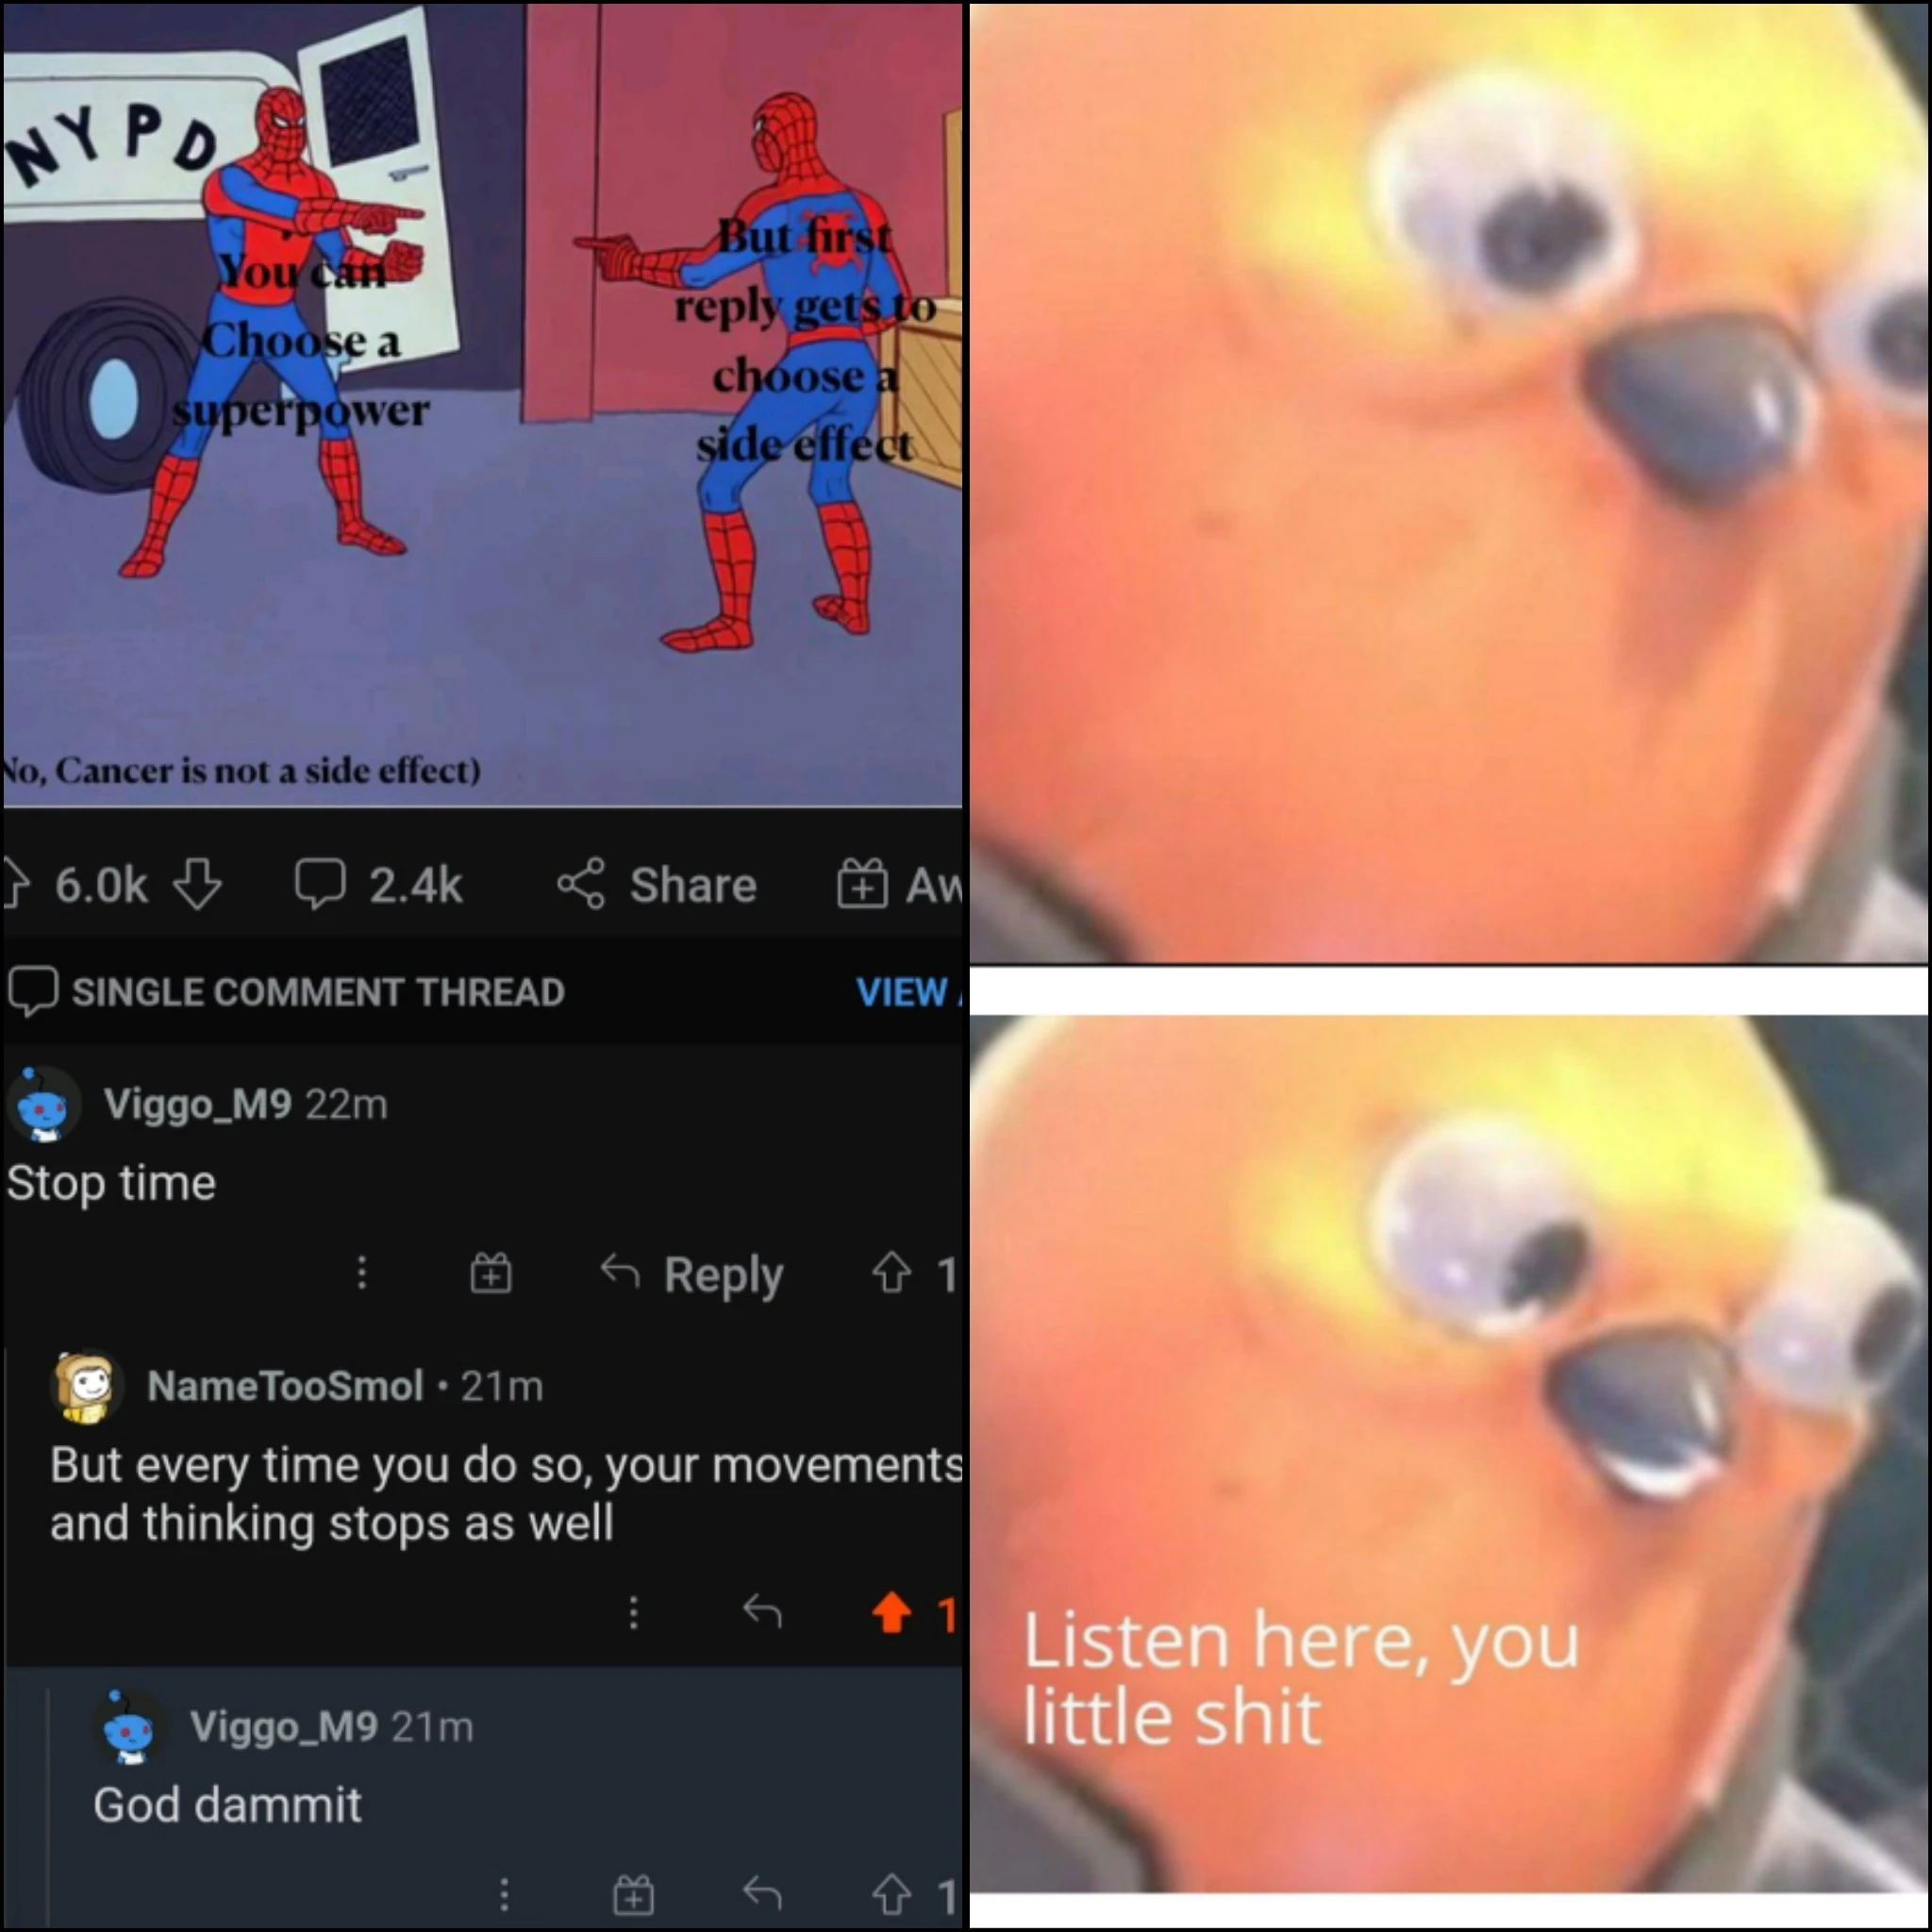 NYPD
You can
Choose a
superpower
But first
reply gets to
choose a
side effect
No, Cancer is not a side effect)
6.0k
2.4k
Share
Aw
SINGLE COMMENT THREAD
VIEW
Viggo_M9 22m
Stop time
Reply
1
NameTooSmol • 21m
But every time you do so, your movements
and thinking stops as well
1
Viggo_M9 21m
God dammit
1
Listen here, you
little shit